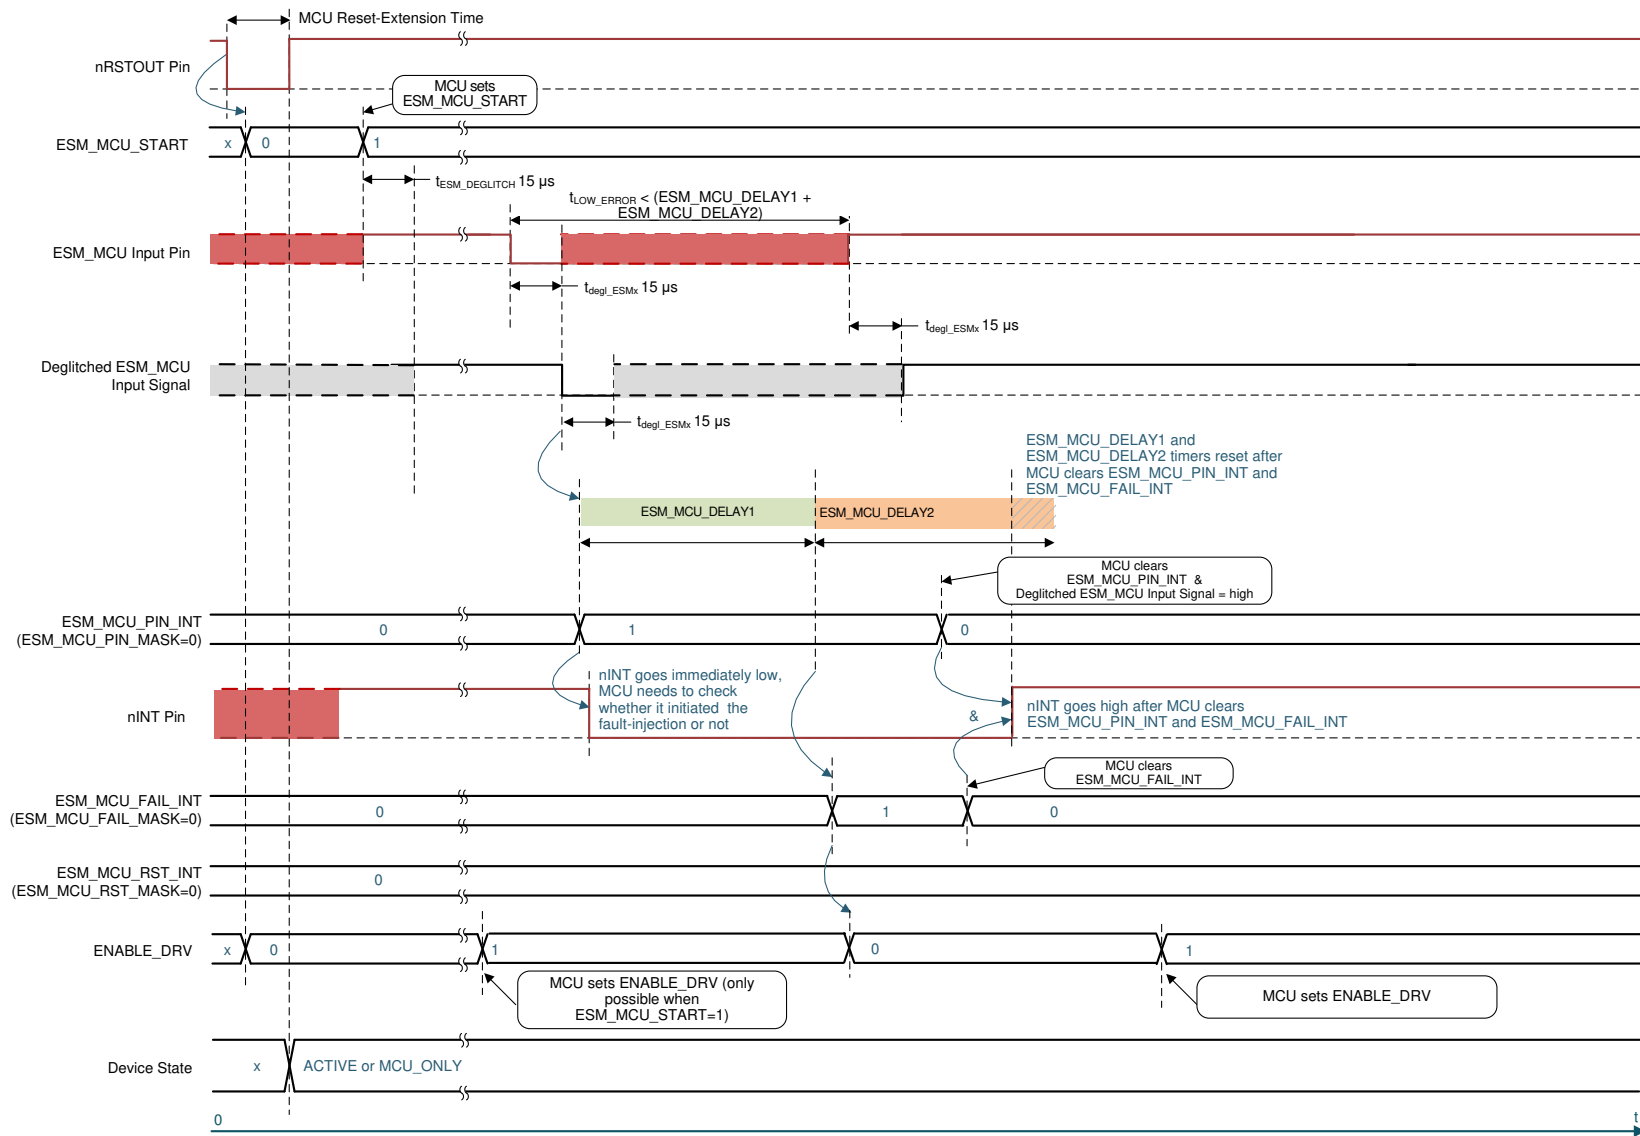 MCU Reset-Extension Time
nRSTOUT Pin
MCU sets
ESM_MCU_START
ESM_MCU_START
x
0
1
tESM_DEGLITCH 15 µs
tLOW_ERROR < (ESM_MCU_DELAY1 +
ESM_MCU_DELAY2)
ESM_MCU Input Pin
tdegl_ESMx 15 µs
tdegl_ESMx 15 µs
Deglitched ESM_MCU
Input Signal
tdegl_ESMx 15 µs
ESM_MCU_DELAY1 and
ESM_MCU_DELAY2 timers reset after
MCU clears ESM_MCU_PIN_INT and
ESM_MCU_FAIL_INT
ESM_MCU_DELAY1
ESM_MCU_DELAY2
MCU clears
ESM_MCU_PIN_INT &
Deglitched ESM_MCU Input Signal = high
ESM_MCU_PIN_INT
(ESM_MCU_PIN_MASK=0)
0
1
0
nINT goes immediately low,
MCU needs to check
whether it initiated the
fault-injection or not
nINT Pin
&
nINT goes high after MCU clears
ESM_MCU_PIN_INT and ESM_MCU_FAIL_INT
MCU clears
ESM_MCU_FAIL_INT
ESM_MCU_FAIL_INT
(ESM_MCU_FAIL_MASK=0)
0
1
0
ESM_MCU_RST_INT
(ESM_MCU_RST_MASK=0)
0
ENABLE_DRV
x
0
1
0
1
MCU sets ENABLE_DRV (only
possible when
ESM_MCU_START=1)
MCU sets ENABLE_DRV
Device State
x
ACTIVE or MCU_ONLY
0
t